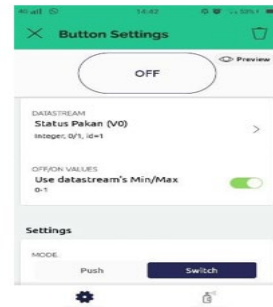 14:42
Button Settings
Preview
OFF
DATASTREAM
Status Pakan (V0)
Integer, 0/1, id=1
OFF/ON VALUES
Use datastream's Min/Max
0-1
Settings
MODE
Push Switch